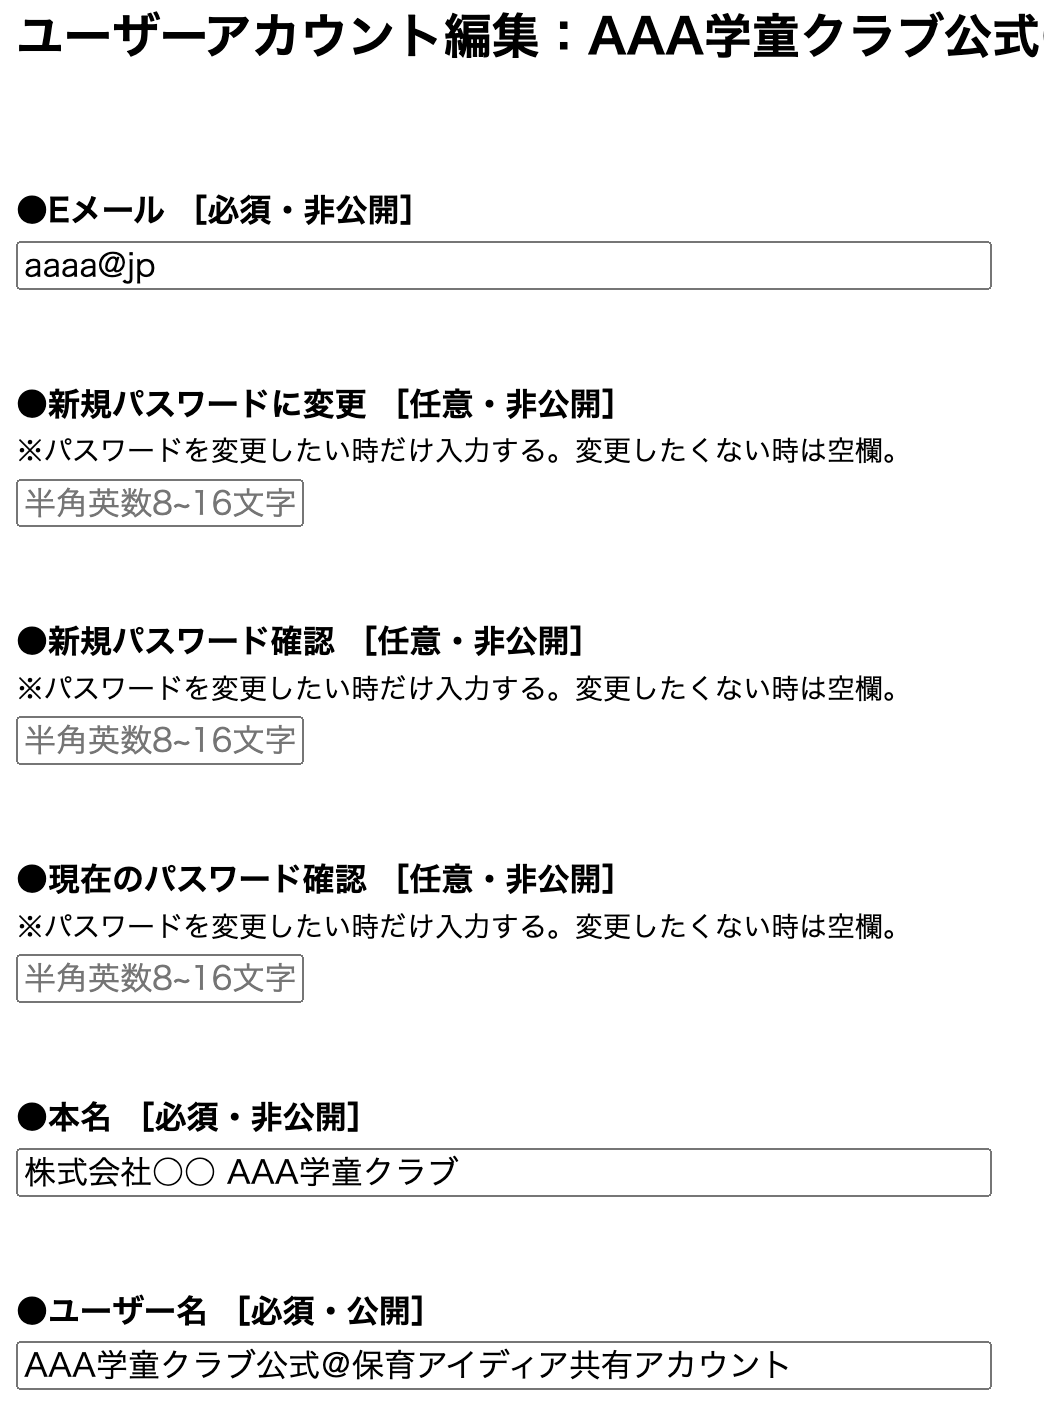 ユーザーアカウント編集：AAA学童クラブ公式
●Eメール ［必須・非公開］
aaaa@jp
●新規パスワードに変更 ［任意・非公開］
※パスワードを変更したい時だけ入力する。変更したくない時は空欄。
半角英数8~16文字
●新規パスワード確認 ［任意・非公開］
※パスワードを変更したい時だけ入力する。変更したくない時は空欄。
半角英数8~16文字
●現在のパスワード確認 ［任意・非公開］
※パスワードを変更したい時だけ入力する。変更したくない時は空欄。
半角英数8~16文字
●本名 ［必須・非公開］
株式会社○○ AAA学童クラブ
●ユーザー名 ［必須・公開］
AAA学童クラブ公式＠保育アイディア共有アカウント